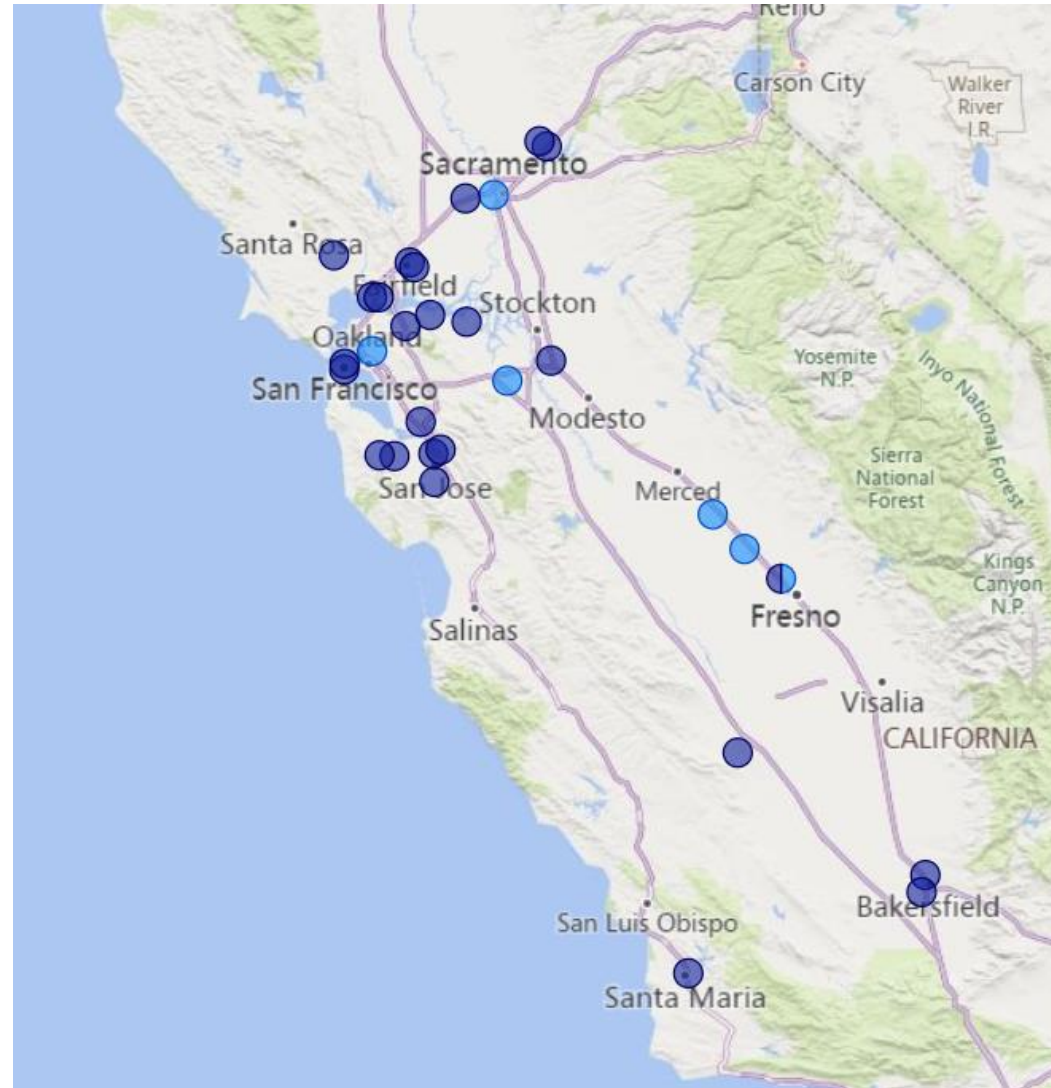 Reno
Carson City
Walker
River
I.R.
Sacramento
Santa Rosa
Fairfield
Stockton
Oakland
San Francisco
Modesto
Yosemite
N.P.
Inyo National Forest
Sierra
National
Forest
San Jose
Merced
Kings
Canyon
N.P.
Fresno
Salinas
Visalia
CALIFORNIA
San Luis Obispo
Bakersfield
Santa Maria